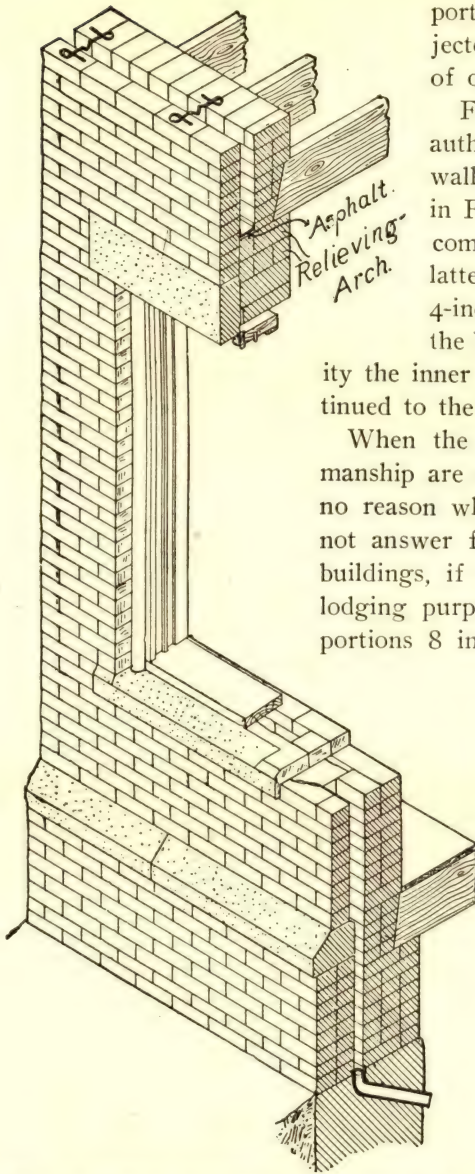 port
jecte
of o
F
auth
wall
in F
com
latte
4-inc
the
Asphalt.
Relieving-
Arch.
ity the inner
tinued to the
When the
manship are
no reason wh
not answer f
buildings, if
lodging purp
portions 8 in